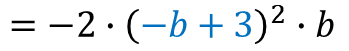 = −2 · (−b + 3)² · b